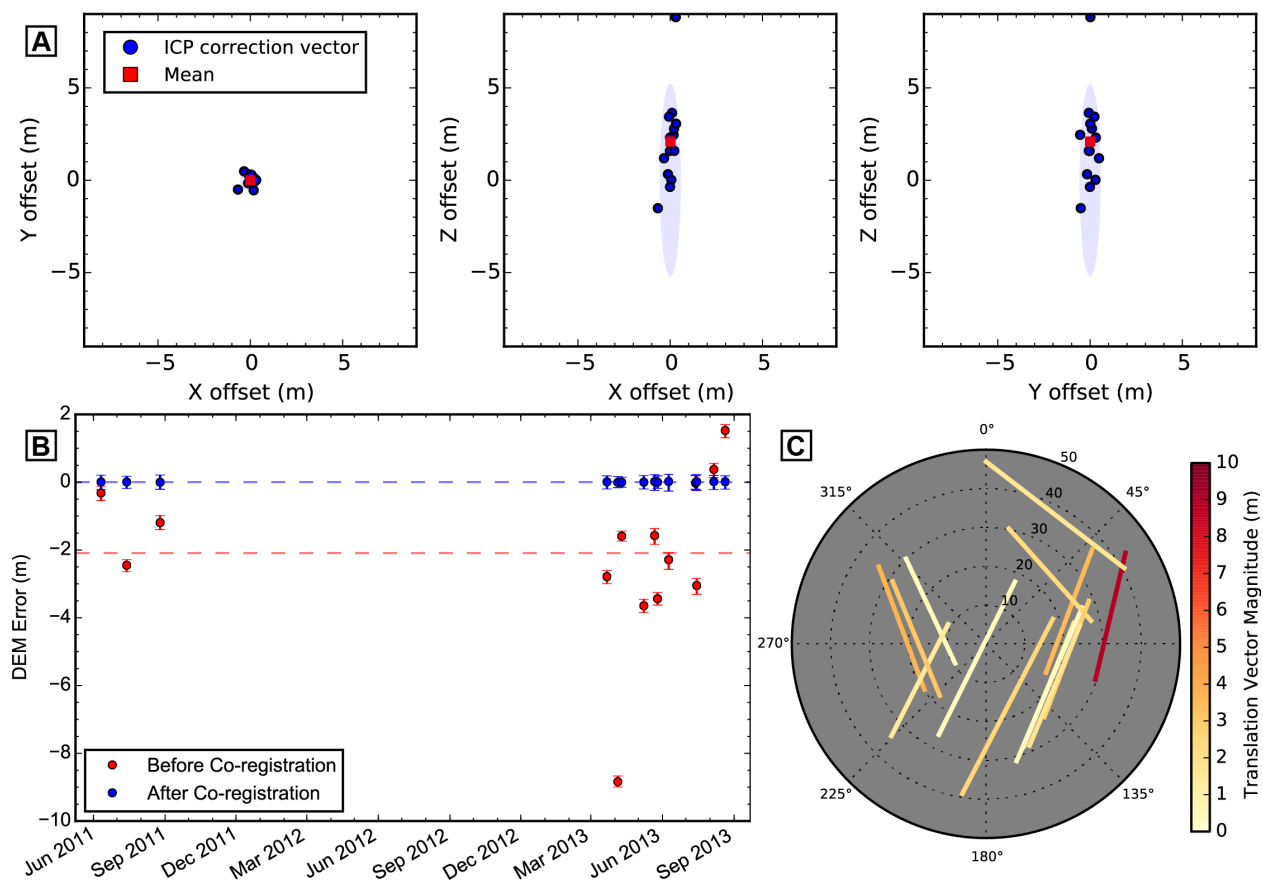 A
ICP correction vector
Mean
5
0
−5
Y offset (m)
−5 0 5
X offset (m)
5
0
−5
Z offset (m)
−5 0 5
X offset (m)
5
0
−5
Z offset (m)
−5 0 5
Y offset (m)
B
2
0
−2
−4
−6
−8
−10
DEM Error (m)
Before Co-registration
After Co-registration
Jun 2011
Sep 2011
Dec 2011
Mar 2012
Jun 2012
Sep 2012
Dec 2012
Mar 2013
Jun 2013
Sep 2013
C
0°
45°
135°
180°
225°
270°
315°
50
40
30
20
10
10
9
8
7
6
5
4
3
2
1
0
Translation Vector Magnitude (m)